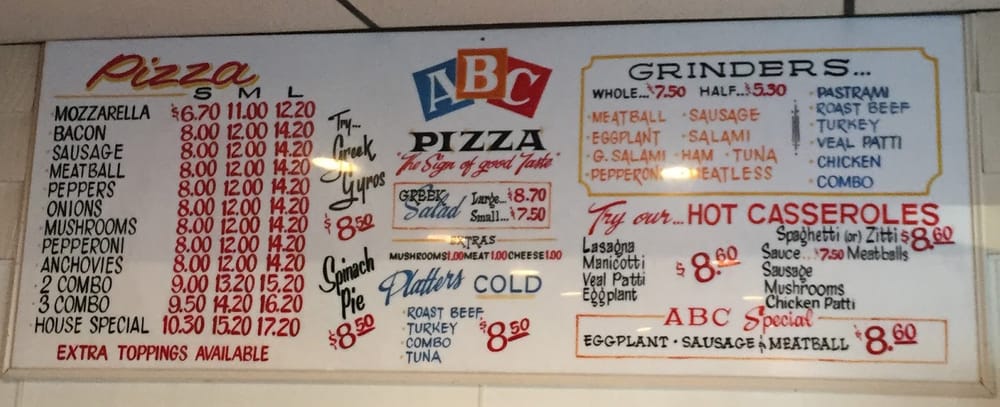 Pizza
S M L
MOZZARELLA $6.70 11.00 12.20
BACON 8.00 12.00 14.20
SAUSAGE 8.00 12.00 14.20
MEATBALL 8.00 12.00 14.20
PEPPERS 8.00 12.00 14.20
ONIONS 8.00 12.00 14.20
MUSHROOMS 8.00 12.00 14.20
PEPPERONI 8.00 12.00 14.20
ANCHOVIES 8.00 12.00 14.20
2 COMBO 9.00 13.20 15.20
3 COMBO 9.50 14.20 16.20
HOUSE SPECIAL 10.30 15.20 17.20
EXTRA TOPPINGS AVAILABLE
Try...
Greek
Gyros
$8.50
Spinach
Pie
$8.50
ABC
PIZZA
"The Sign of good Taste"
GREEK Salad
Large...$8.70
Small...$7.50
EXTRAS
MUSHROOMS 1.00 MEAT 1.00 CHEESE 1.00
Platters COLD
· ROAST BEEF
· TURKEY
· COMBO
· TUNA
$8.50
GRINDERS...
WHOLE...$7.50 HALF...$5.30
· MEATBALL · SAUSAGE
· EGGPLANT · SALAMI
· G. SALAMI · HAM · TUNA
· PEPPERONI · MEATLESS
· PASTRAMI
· ROAST BEEF
· TURKEY
· VEAL PATTI
· CHICKEN
· COMBO
Try our... HOT CASSEROLES
Lasagna
Manicotti
Veal Patti
Eggplant
$8.60
Spaghetti (or) Zitti $8.60
Sauce...$7.50 Meatballs
Sausage
Mushrooms
Chicken Patti
ABC Special
EGGPLANT · SAUSAGE & MEATBALL $8.60